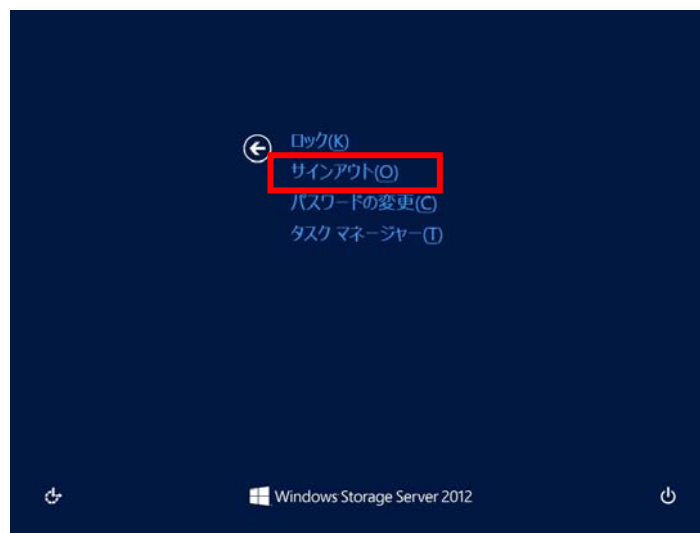 ロック(K)
サインアウト(O)
パスワードの変更(C)
タスク マネージャー(T)
Windows Storage Server 2012